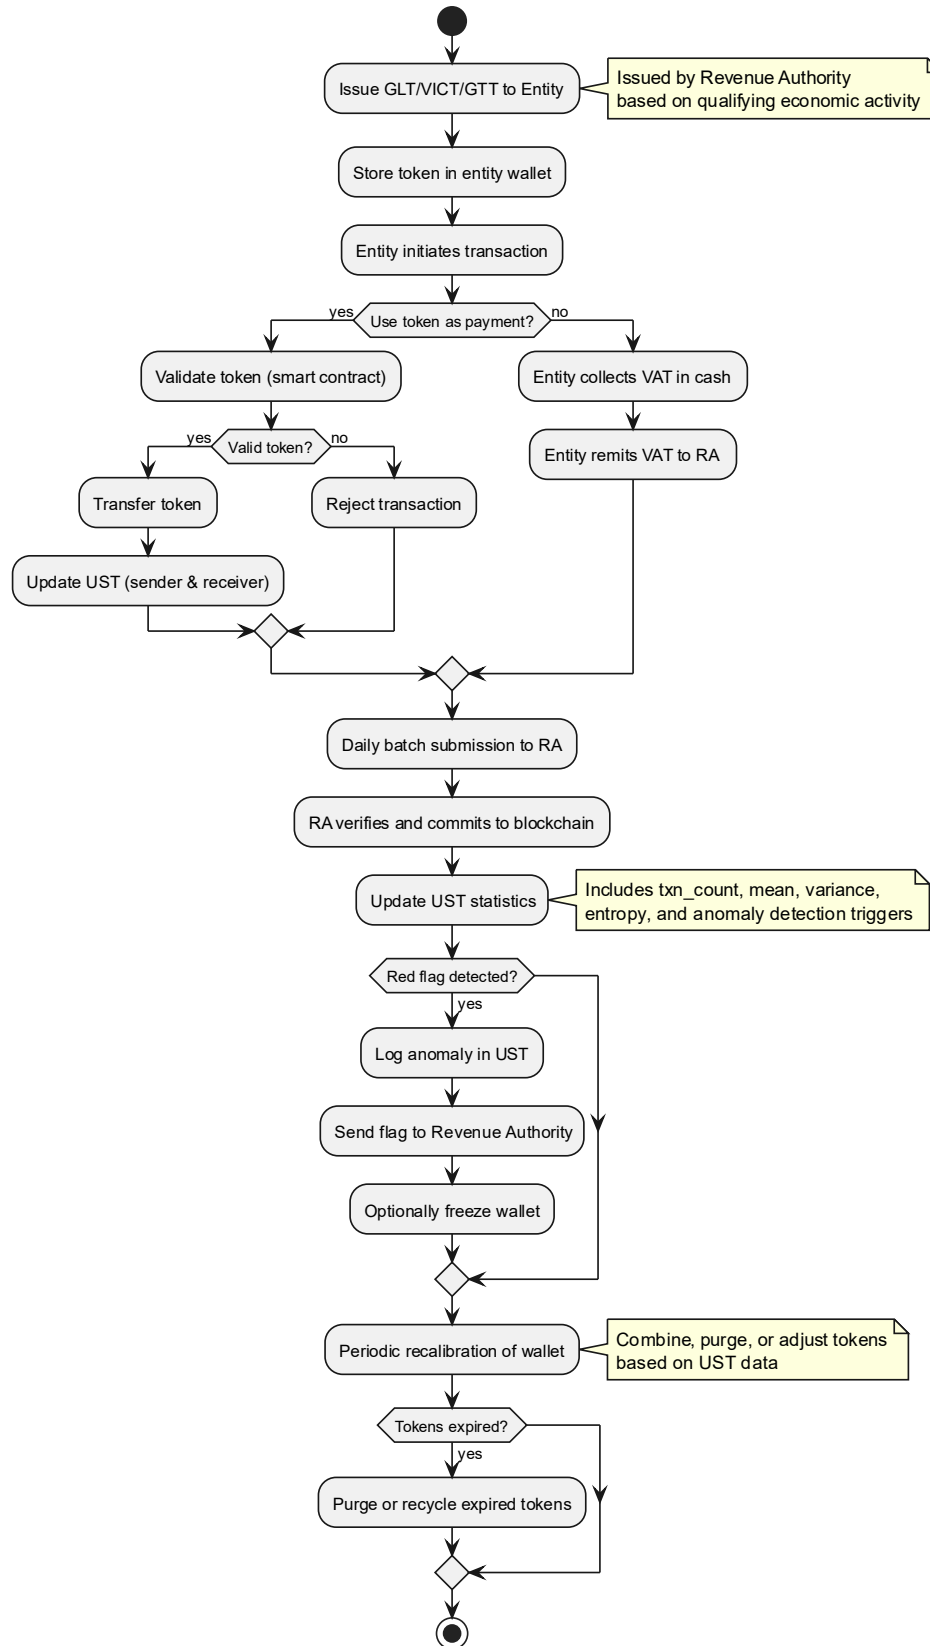 Issue GLT/VICT/GTT to Entity
Issued by Revenue Authority
based on qualifying economic activity
Store token in entity wallet
Entity initiates transaction
Use token as payment?
yes
no
Validate token (smart contract)
Entity collects VAT in cash
Valid token?
yes
no
Entity remits VAT to RA
Transfer token
Reject transaction
Update UST (sender & receiver)
Daily batch submission to RA
RA verifies and commits to blockchain
Update UST statistics
Includes txn_count, mean, variance,
entropy, and anomaly detection triggers
Red flag detected?
yes
Log anomaly in UST
Send flag to Revenue Authority
Optionally freeze wallet
Periodic recalibration of wallet
Combine, purge, or adjust tokens
based on UST data
Tokens expired?
yes
Purge or recycle expired tokens